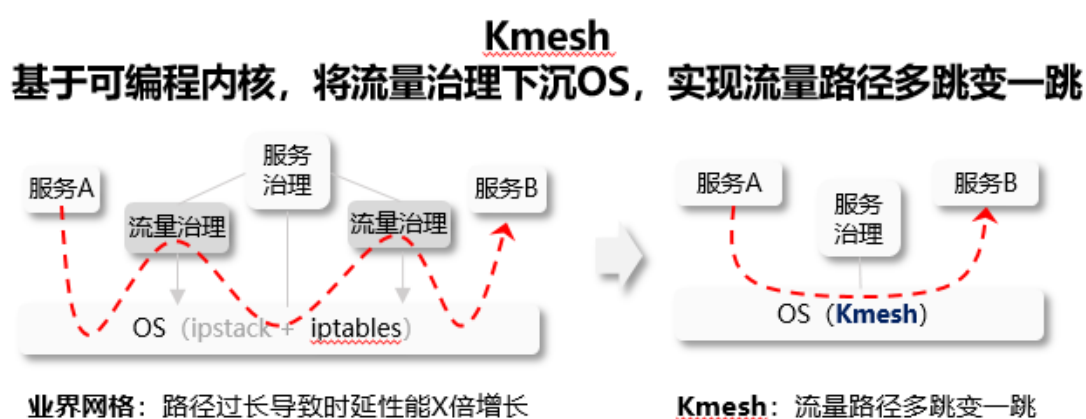 Kmesh
基于可编程内核，将流量治理下沉OS，实现流量路径多跳变一跳
服务A
流量治理
服务
治理
流量治理
服务B
OS（ipstack + iptables）
业界网格：路径过长导致时延性能X倍增长
服务A
服务
治理
服务B
OS（Kmesh）
Kmesh：流量路径多跳变一跳